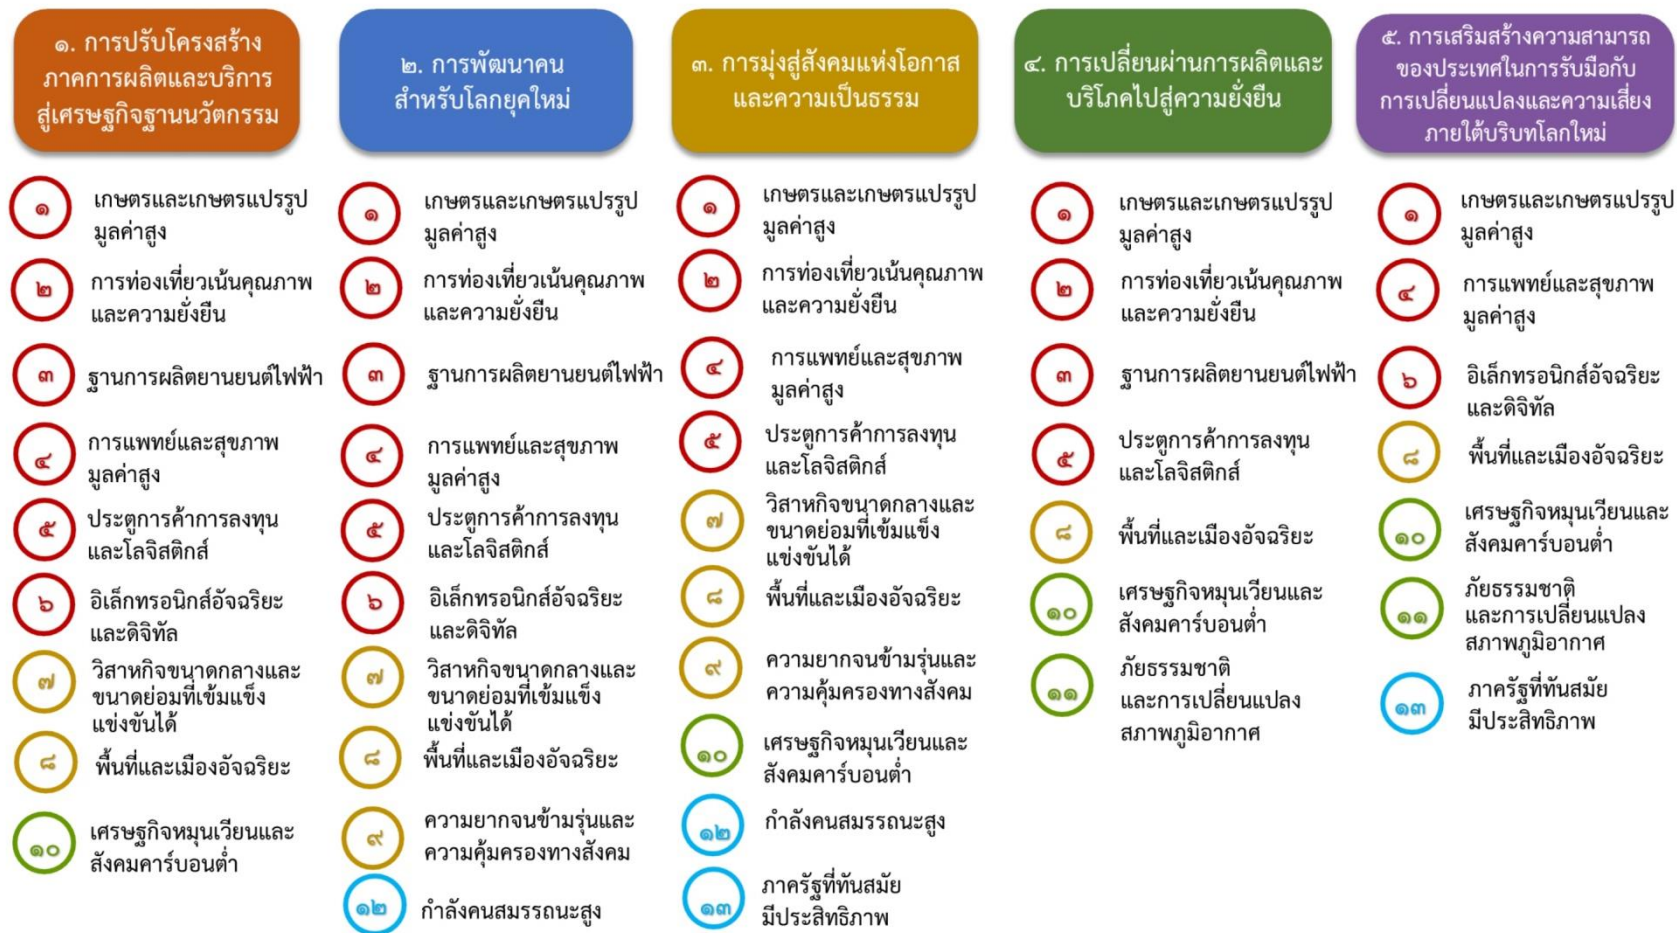 ๑. การปรับโครงสร้าง
ภาคการผลิตและบริการ
สู่เศรษฐกิจฐานนวัตกรรม
๑
เกษตรและเกษตรแปรรูป
มูลค่าสูง
๒
การท่องเที่ยวเน้นคุณภาพ
และความยั่งยืน
๓
ฐานการผลิตยานยนต์ไฟฟ้า
๔
การแพทย์และสุขภาพ
มูลค่าสูง
๕
ประตูการค้าการลงทุน
และโลจิสติกส์
๖
อิเล็กทรอนิกส์อัจฉริยะ
และดิจิทัล
๗
วิสาหกิจขนาดกลางและ
ขนาดย่อมที่เข้มแข็ง
แข่งขันได้
๘
พื้นที่และเมืองอัจฉริยะ
๑๐
เศรษฐกิจหมุนเวียนและ
สังคมคาร์บอนต่ำ
๒. การพัฒนาคน
สำหรับโลกยุคใหม่
๑
เกษตรและเกษตรแปรรูป
มูลค่าสูง
๒
การท่องเที่ยวเน้นคุณภาพ
และความยั่งยืน
๓
ฐานการผลิตยานยนต์ไฟฟ้า
๔
การแพทย์และสุขภาพ
มูลค่าสูง
๕
ประตูการค้าการลงทุน
และโลจิสติกส์
๖
อิเล็กทรอนิกส์อัจฉริยะ
และดิจิทัล
๗
วิสาหกิจขนาดกลางและ
ขนาดย่อมที่เข้มแข็ง
แข่งขันได้
๘
พื้นที่และเมืองอัจฉริยะ
๙
ความยากจนข้ามรุ่นและ
ความคุ้มครองทางสังคม
๑๒
กำลังคนสมรรถนะสูง
๓. การมุ่งสู่สังคมแห่งโอกาส
และความเป็นธรรม
๑
เกษตรและเกษตรแปรรูป
มูลค่าสูง
๒
การท่องเที่ยวเน้นคุณภาพ
และความยั่งยืน
๔
การแพทย์และสุขภาพ
มูลค่าสูง
๕
ประตูการค้าการลงทุน
และโลจิสติกส์
๗
วิสาหกิจขนาดกลางและ
ขนาดย่อมที่เข้มแข็ง
แข่งขันได้
๘
พื้นที่และเมืองอัจฉริยะ
๙
ความยากจนข้ามรุ่นและ
ความคุ้มครองทางสังคม
๑๐
เศรษฐกิจหมุนเวียนและ
สังคมคาร์บอนต่ำ
๑๒
กำลังคนสมรรถนะสูง
๑๓
ภาครัฐที่ทันสมัย
มีประสิทธิภาพ
๔. การเปลี่ยนผ่านการผลิตและ
บริโภคไปสู่ความยั่งยืน
๑
เกษตรและเกษตรแปรรูป
มูลค่าสูง
๒
การท่องเที่ยวเน้นคุณภาพ
และความยั่งยืน
๓
ฐานการผลิตยานยนต์ไฟฟ้า
๕
ประตูการค้าการลงทุน
และโลจิสติกส์
๘
พื้นที่และเมืองอัจฉริยะ
๑๐
เศรษฐกิจหมุนเวียนและ
สังคมคาร์บอนต่ำ
๑๑
ภัยธรรมชาติ
และการเปลี่ยนแปลง
สภาพภูมิอากาศ
๕. การเสริมสร้างความสามารถ
ของประเทศในการรับมือกับ
การเปลี่ยนแปลงและความเสี่ยง
ภายใต้บริบทโลกใหม่
๑
เกษตรและเกษตรแปรรูป
มูลค่าสูง
๔
การแพทย์และสุขภาพ
มูลค่าสูง
๖
อิเล็กทรอนิกส์อัจฉริยะ
และดิจิทัล
๘
พื้นที่และเมืองอัจฉริยะ
๑๐
เศรษฐกิจหมุนเวียนและ
สังคมคาร์บอนต่ำ
๑๑
ภัยธรรมชาติ
และการเปลี่ยนแปลง
สภาพภูมิอากาศ
๑๓
ภาครัฐที่ทันสมัย
มีประสิทธิภาพ